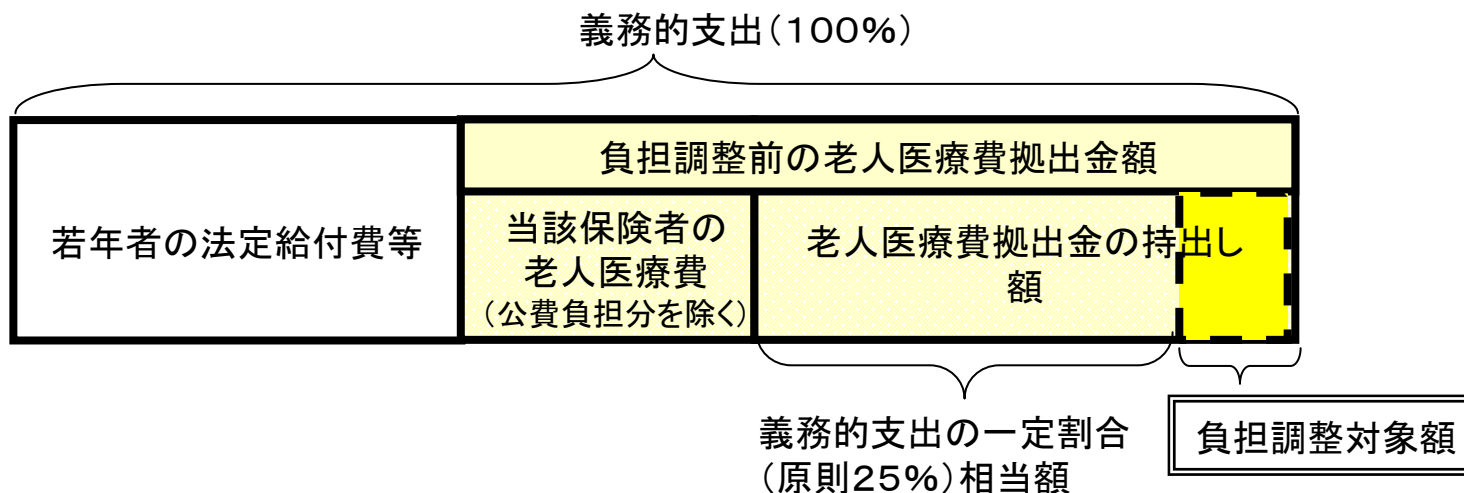 義務的支出(100%)
負担調整前の老人医療費拠出金額
若年者の法定給付費等
当該保険者の
老人医療費
(公費負担分を除く)
老人医療費拠出金の持出し
額
義務的支出の一定割合
(原則25%)相当額
負担調整対象額